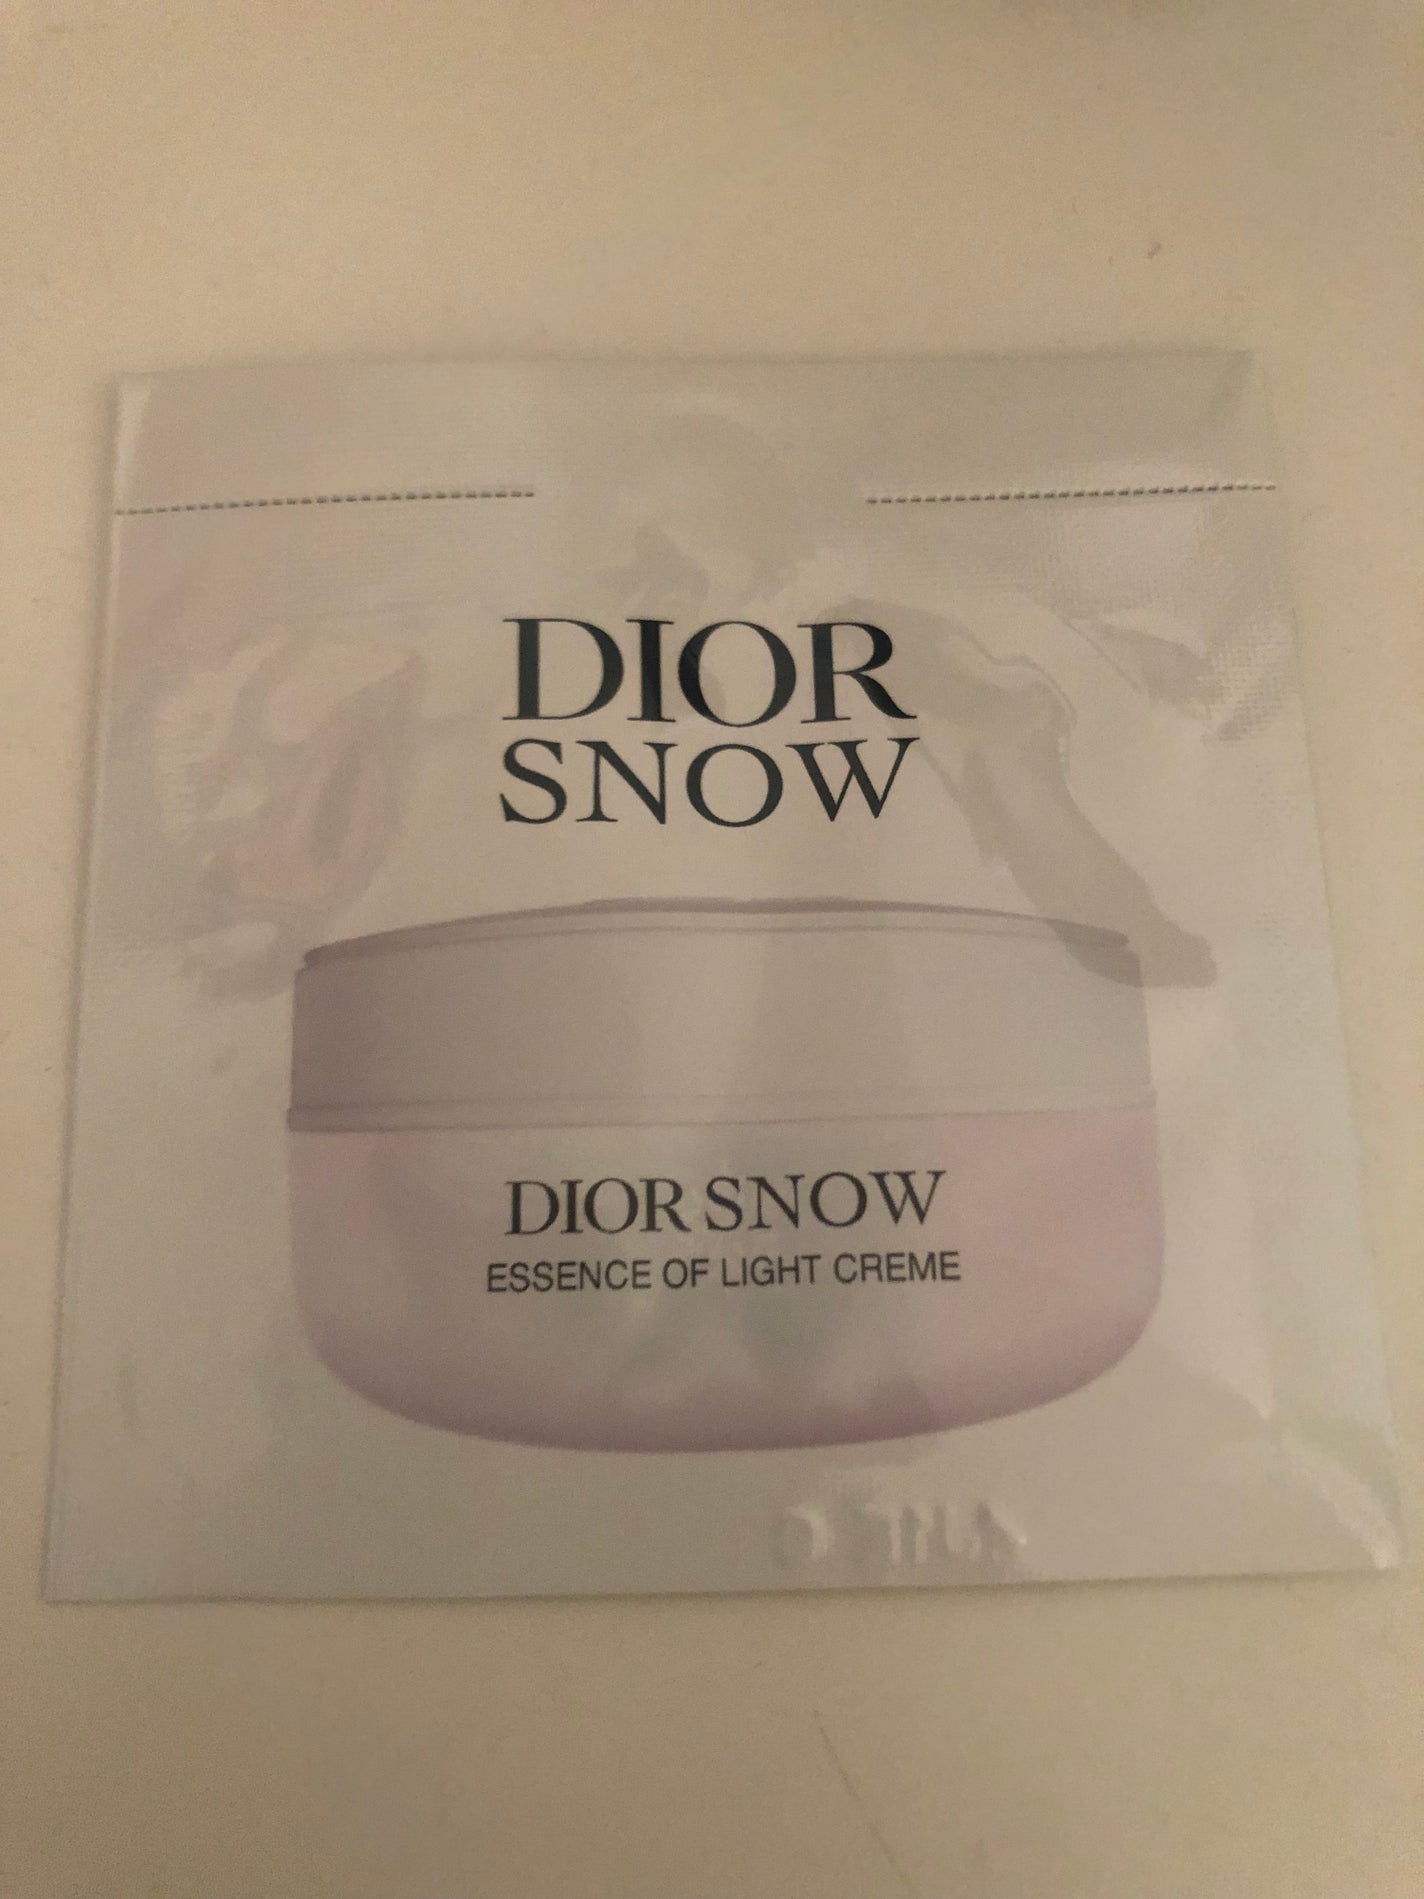 DIOR
SNOW
DIOR SNOW
ESSENCE OF LIGHT CREME